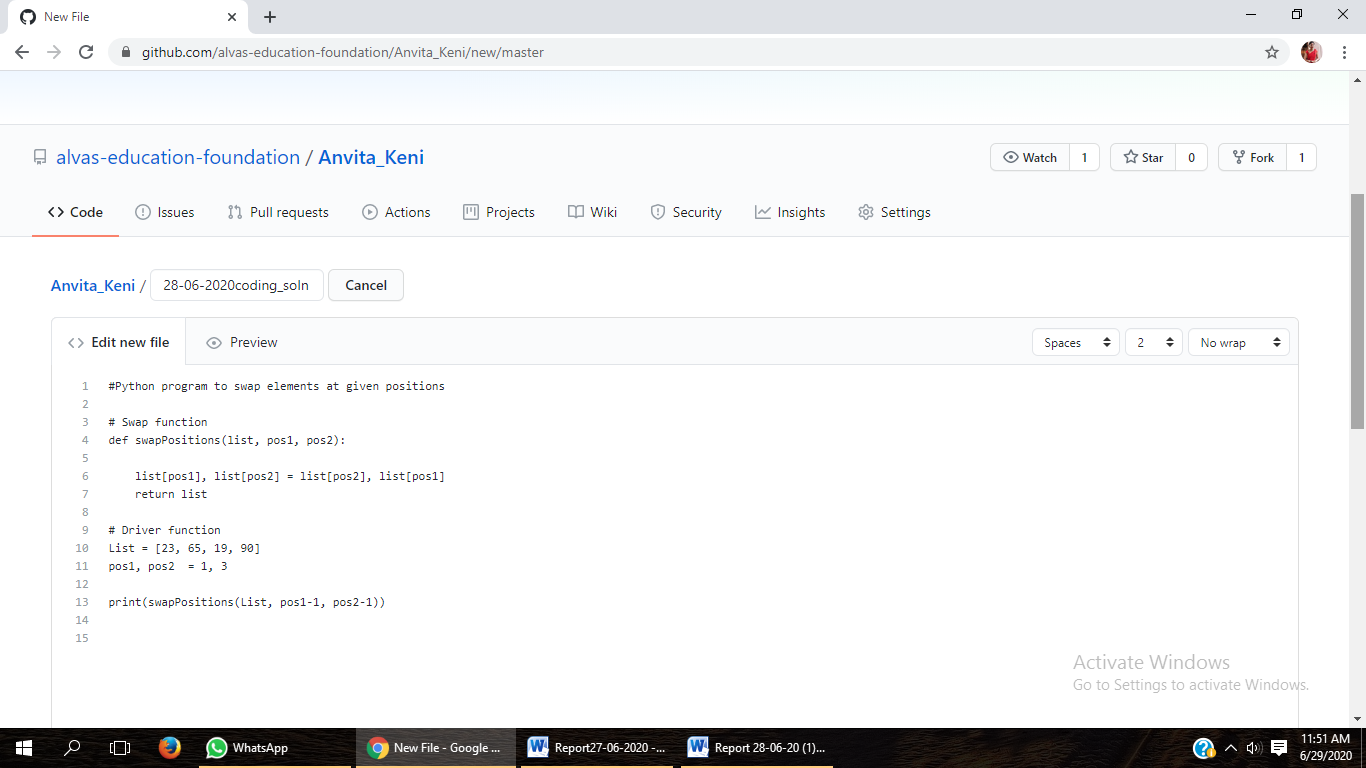 New File
github.com/alvas-education-foundation/Anvita_Keni/new/master
alvas-education-foundation / Anvita_Keni
Watch 1 Star 0 Fork 1
Code Issues Pull requests Actions Projects Wiki Security Insights Settings
Anvita_Keni / 28-06-2020coding_soln Cancel
Edit new file Preview Spaces 2 No wrap
1 #Python program to swap elements at given positions
2
3 # Swap function
4 def swapPositions(list, pos1, pos2):
5
6     list[pos1], list[pos2] = list[pos2], list[pos1]
7     return list
8
9 # Driver function
10 List = [23, 65, 19, 90]
11 pos1, pos2  = 1, 3
12
13 print(swapPositions(List, pos1-1, pos2-1))
14
15
Activate Windows
Go to Settings to activate Windows.
WhatsApp New File - Google ... Report27-06-2020 -... Report 28-06-20 (1)...
11:51 AM
6/29/2020